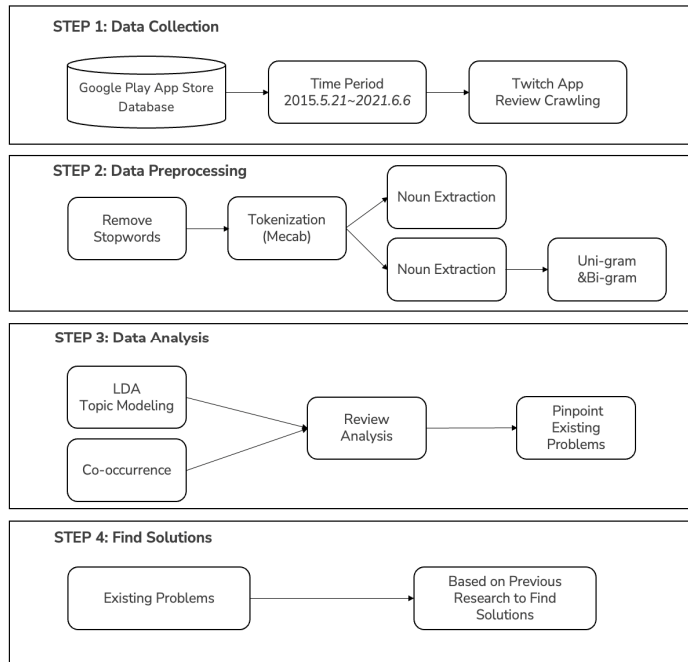 STEP 1: Data Collection
Google Play App Store
Database
Time Period
2015.5.21~2021.6.6
Twitch App
Review Crawling
STEP 2: Data Preprocessing
Remove
Stopwords
Tokenization
(Mecab)
Noun Extraction
Noun Extraction
Uni-gram
&Bi-gram
STEP 3: Data Analysis
LDA
Topic Modeling
Co-occurrence
Review
Analysis
Pinpoint
Existing
Problems
STEP 4: Find Solutions
Existing Problems
Based on Previous
Research to Find
Solutions